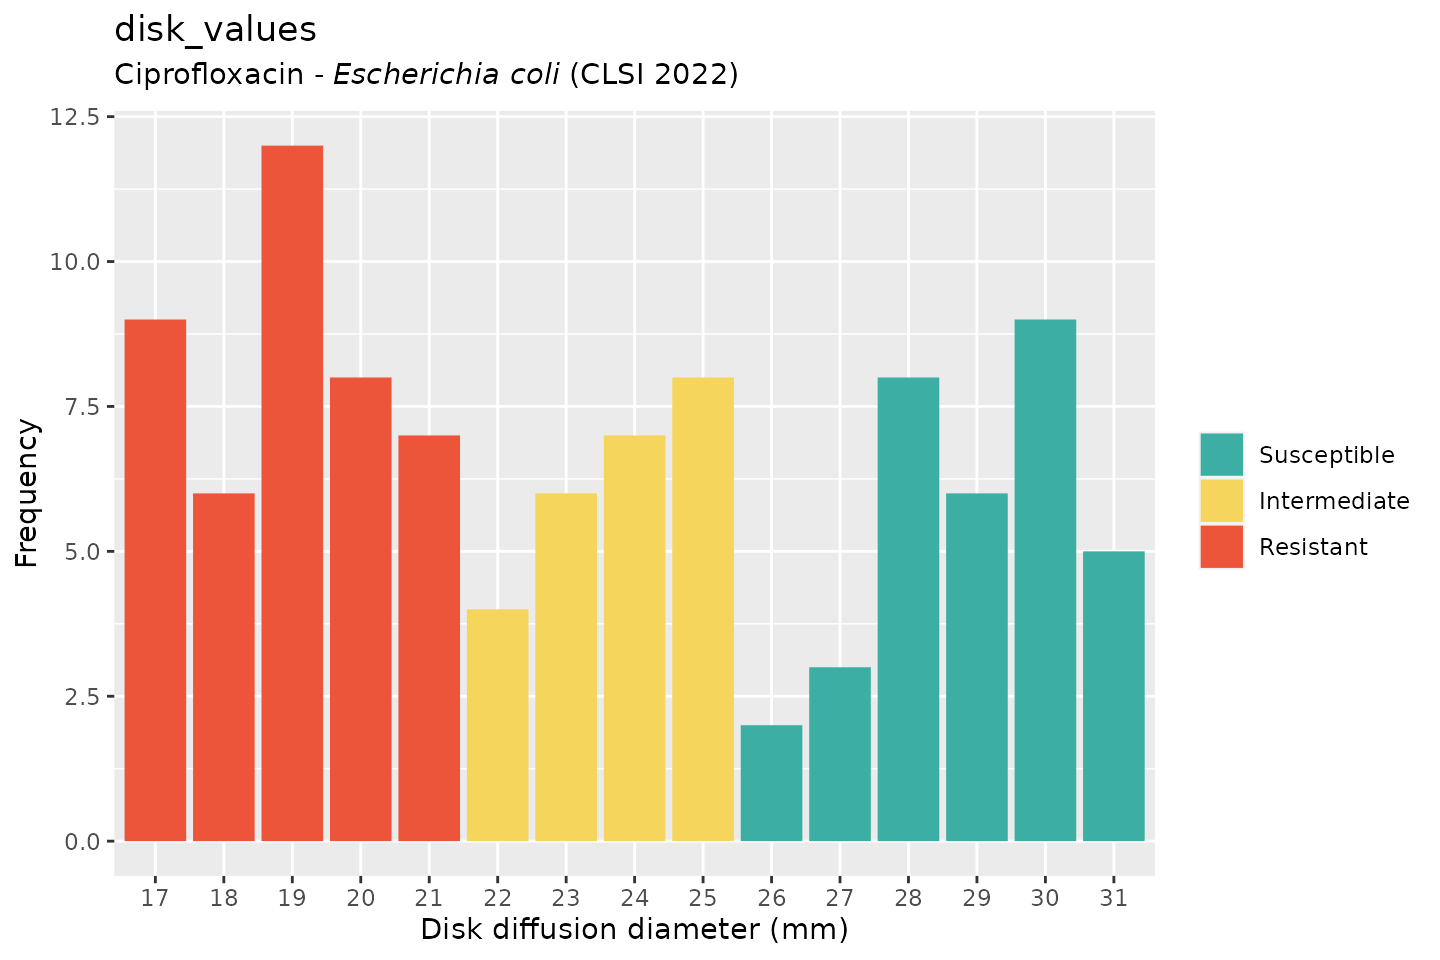 disk_values
Ciprofloxacin - Escherichia coli (CLSI 2022)
12.5
10.0
7.5
5.0
2.5
0.0
Frequency
17 18 19 20 21 22 23 24 25 26 27 28 29 30 31
Disk diffusion diameter (mm)
Susceptible
Intermediate
Resistant